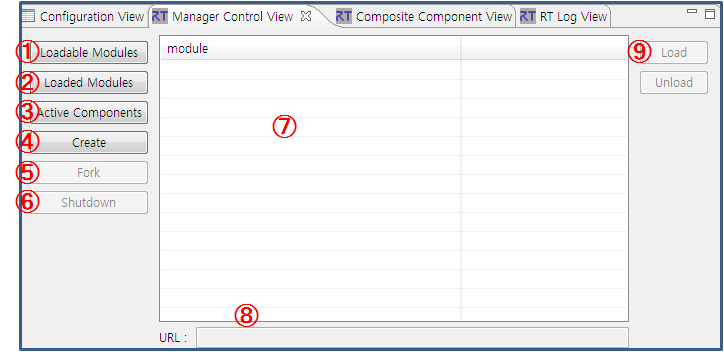 Configuration View
RT Manager Control View
RT Composite Component View
RT RT Log View
① Loadable Modules
② Loaded Modules
③ Active Components
④ Create
⑤ Fork
⑥ Shutdown
module
⑦
⑨ Load
Unload
⑧
URL :